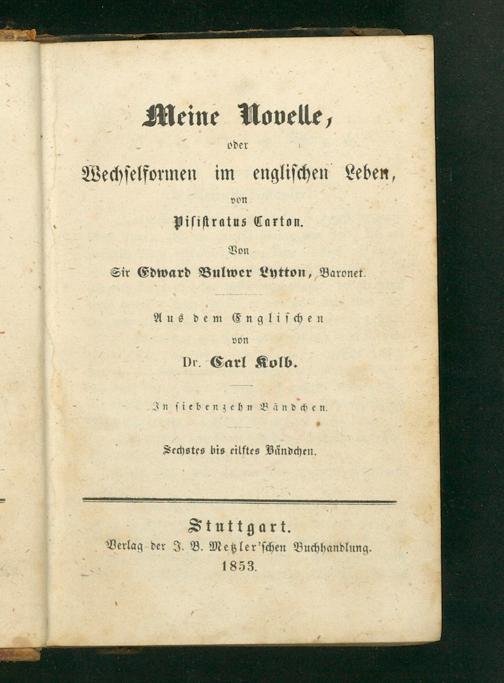 Meine Novelle,
oder
Wechselformen im englischen Leben,
von
Pisistratus Caxton.
Von
Sir Edward Bulwer Lytton, Baronet.
Aus dem Englischen
von
Dr. Carl Kolb.
In siebenzehn Bändchen.
Sechstes bis eilftes Bändchen.
Stuttgart.
Verlag der J. B. Metzler'schen Buchhandlung.
1853.